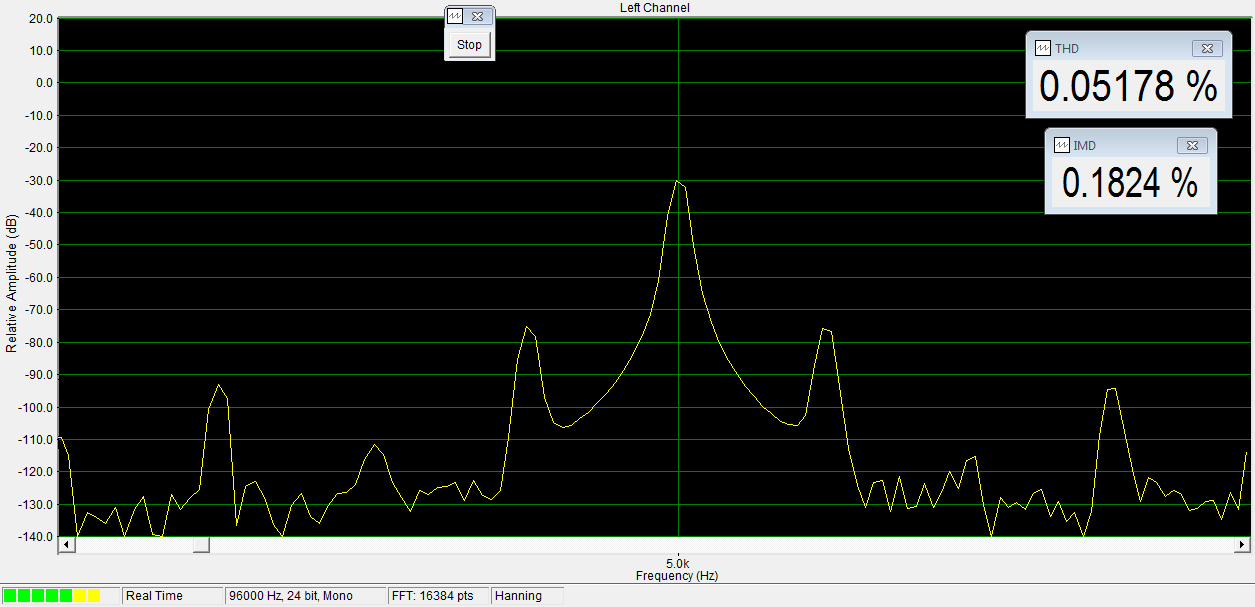 Left Channel
Stop
THD
0.05178 %
IMD
0.1824 %
Relative Amplitude (dB)
20.0
10.0
0.0
-10.0
-20.0
-30.0
-40.0
-50.0
-60.0
-70.0
-80.0
-90.0
-100.0
-110.0
-120.0
-130.0
-140.0
5.0k
Frequency (Hz)
Real Time
96000 Hz, 24 bit, Mono
FFT: 16384 pts
Hanning